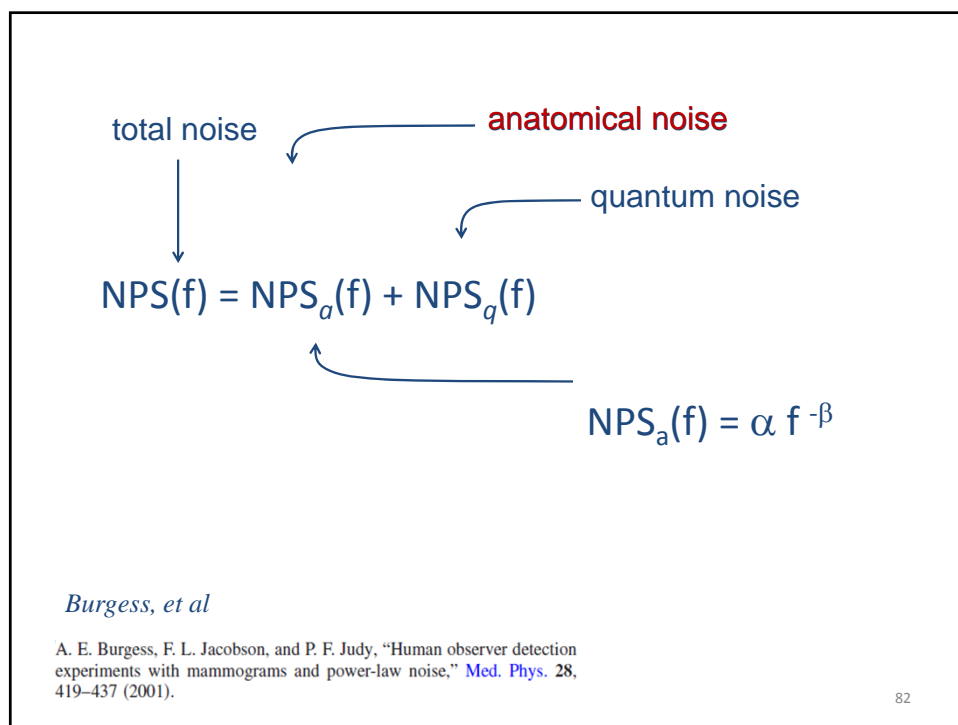 total noise
anatomical noise
quantum noise
NPS(f) = NPSa(f) + NPSq(f)
NPSa(f) = α f -β
Burgess, et al
A. E. Burgess, F. L. Jacobson, and P. F. Judy, “Human observer detection
experiments with mammograms and power-law noise,” Med. Phys. 28,
419–437 (2001).
82